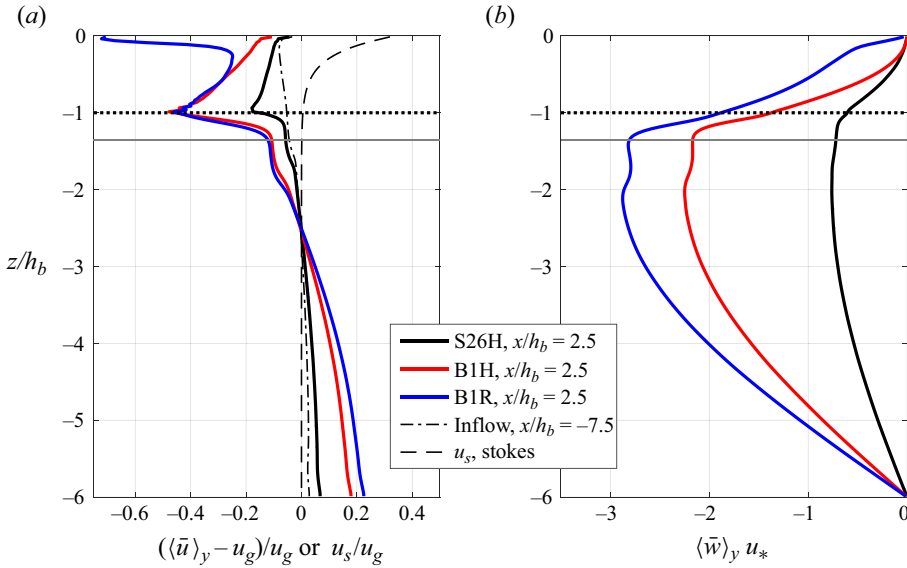 (a)
(b)
0
–1
–2
–3
–4
–5
–6
z/h_b
–0.6 –0.4 –0.2 0 0.2 0.4
(⟨ū⟩_y – u_g)/u_g or u_s/u_g
S26H, x/h_b = 2.5
B1H, x/h_b = 2.5
B1R, x/h_b = 2.5
Inflow, x/h_b = –7.5
u_s, stokes
0
–1
–2
–3
–4
–5
–6
–3 –2 –1 0
⟨w̄⟩_y u_*